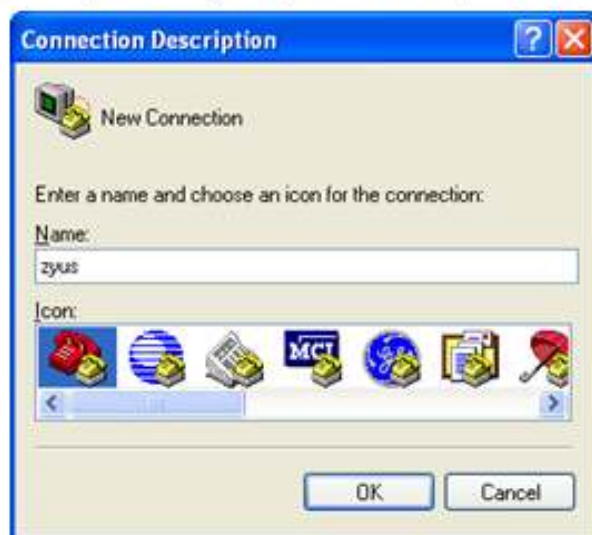 Connection Description
New Connection
Enter a name and choose an icon for the connection:
Name:
zyus
Icon:
MCI
OK
Cancel